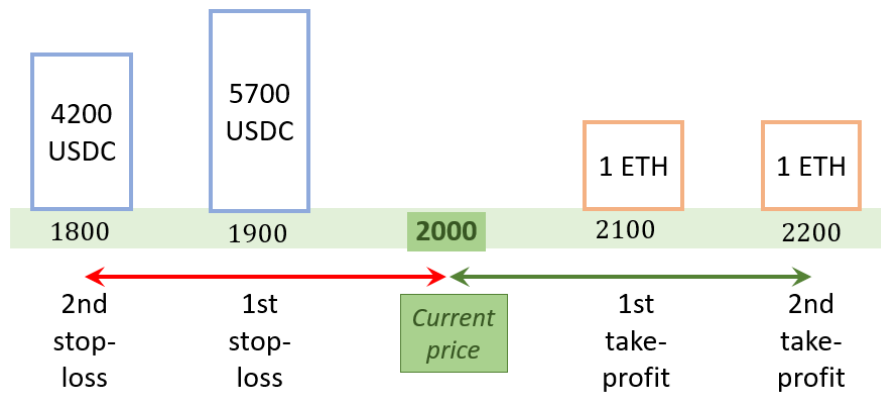 4200
USDC
5700
USDC
1 ETH
1 ETH
1800
1900
2000
2100
2200
2nd
stop-
loss
1st
stop-
loss
Current
price
1st
take-
profit
2nd
take-
profit